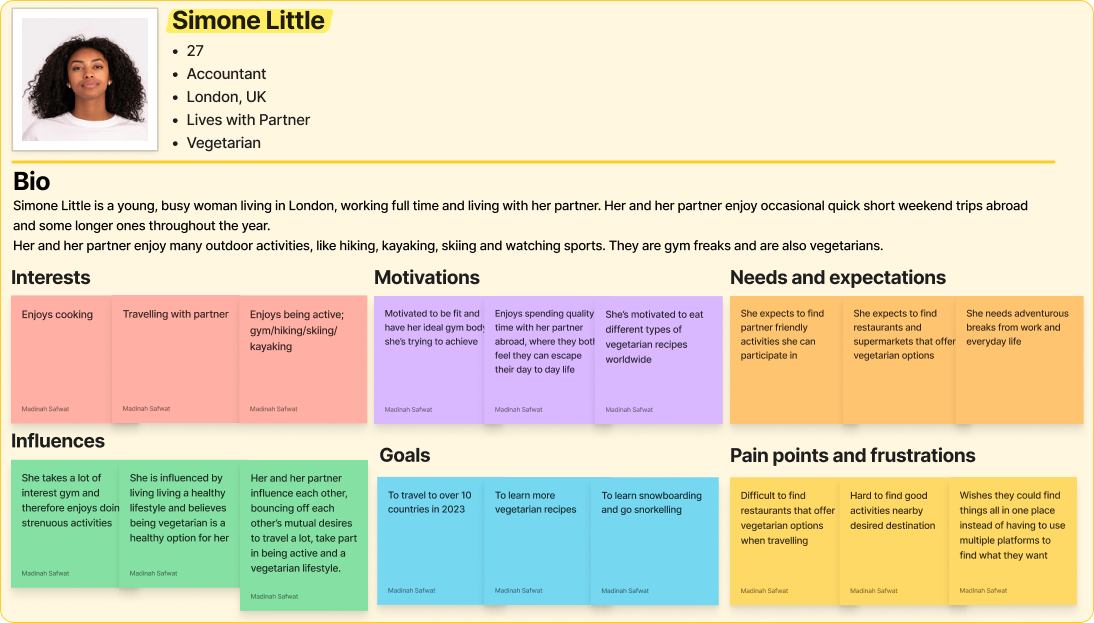 Simone Little
• 27
• Accountant
• London, UK
• Lives with Partner
• Vegetarian
Bio
Simone Little is a young, busy woman living in London, working full time and living with her partner. Her and her partner enjoy occasional quick short weekend trips abroad
and some longer ones throughout the year.
Her and her partner enjoy many outdoor activities, like hiking, kayaking, skiing and watching sports. They are gym freaks and are also vegetarians.
Interests
Enjoys cooking
Madinah Safwat
Travelling with partner
Madinah Safwat
Enjoys being active;
gym/hiking/skiing/
kayaking
Madinah Safwat
Motivations
Motivated to be fit and
have her ideal gym body
she's trying to achieve
Madinah Safwat
Enjoys spending quality
time with her partner
abroad, where they both
feel they can escape
their day to day life
Madinah Safwat
She's motivated to eat
different types of
vegetarian recipes
worldwide
Madinah Safwat
Needs and expectations
She expects to find
partner friendly
activities she can
participate in
She expects to find
restaurants and
supermarkets that offer
vegetarian options
She needs adventurous
breaks from work and
everyday life
Influences
She takes a lot of
interest gym and
therefore enjoys doin
strenuous activities
Madinah Safwat
She is influenced by
living living a healthy
lifestyle and believes
being vegetarian is a
healthy option for her
Madinah Safwat
Her and her partner
influence each other,
bouncing off each
other's mutual desires
to travel a lot, take part
in being active and a
vegetarian lifestyle.
Madinah Safwat
Goals
To travel to over 10
countries in 2023
Madinah Safwat
To learn more
vegetarian recipes
Madinah Safwat
To learn snowboarding
and go snorkelling
Madinah Safwat
Pain points and frustrations
Difficult to find
restaurants that offer
vegetarian options
when travelling
Madinah Safwat
Hard to find good
activities nearby
desired destination
Madinah Safwat
Wishes they could find
things all in one place
instead of having to use
multiple platforms to
find what they want
Madinah Safwat